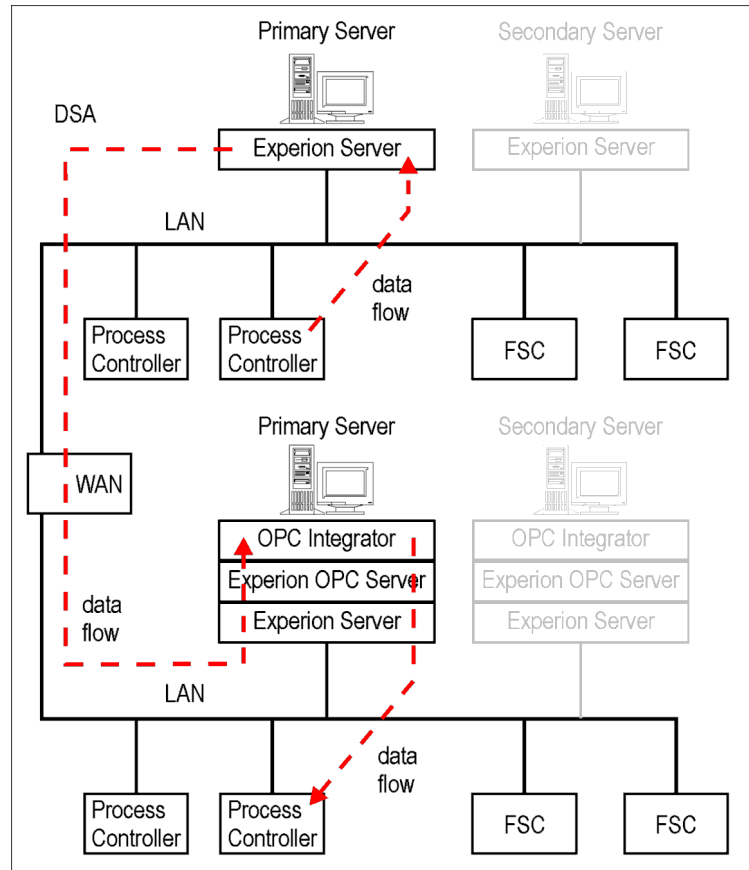 Primary Server
Secondary Server
DSA
Experion Server
Experion Server
LAN
data
flow
Process
Controller
Process
Controller
FSC
FSC
Primary Server
Secondary Server
WAN
OPC Integrator
OPC Integrator
Experion OPC Server
Experion OPC Server
data
flow
Experion Server
Experion Server
LAN
data
flow
Process
Controller
Process
Controller
FSC
FSC